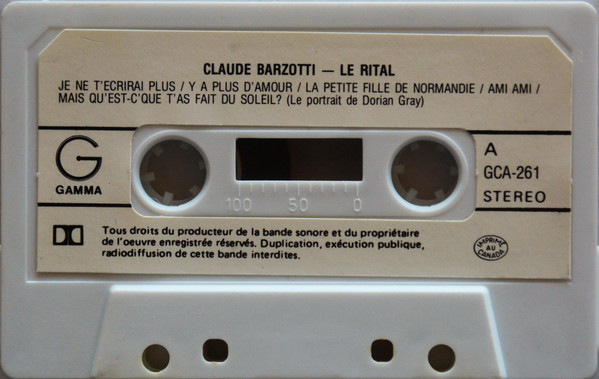 CLAUDE BARZOTTI — LE RITAL
JE NE T'ECRIRAI PLUS / Y A PLUS D'AMOUR / LA PETITE FILLE DE NORMANDIE / AMI AMI /
MAIS QU'EST-C'QUE T'AS FAIT DU SOLEIL? (Le portrait de Dorian Gray)
G
GAMMA
A
GCA-261
STEREO
100 50 0
Tous droits du producteur de la bande sonore et du propriétaire
de l'oeuvre enregistrée réservés. Duplication, exécution publique,
radiodiffusion de cette bande interdites.
IMPRIMÉ
AU
CANADA